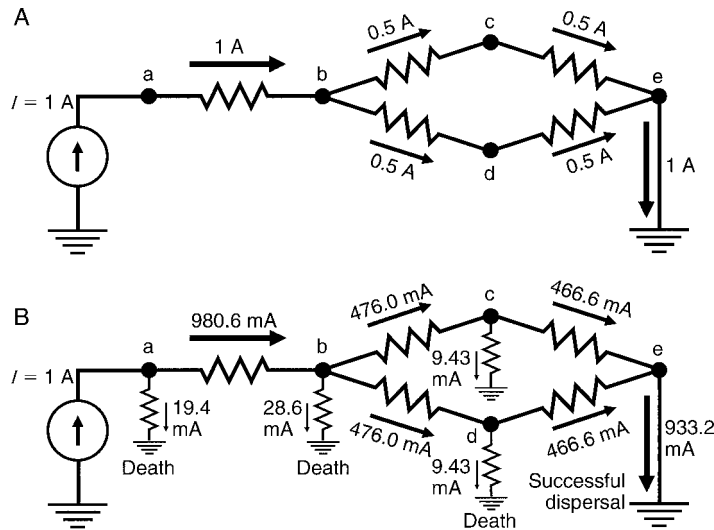 A
1 A
0.5 A
c
0.5 A
a
b
e
I = 1 A
0.5 A
d
0.5 A
1 A
B
980.6 mA
476.0 mA
c
466.6 mA
a
b
e
I = 1 A
9.43
mA
19.4
mA
28.6
mA
476.0 mA
d
466.6 mA
933.2
mA
Death
Death
9.43
mA
Successful
dispersal
Death